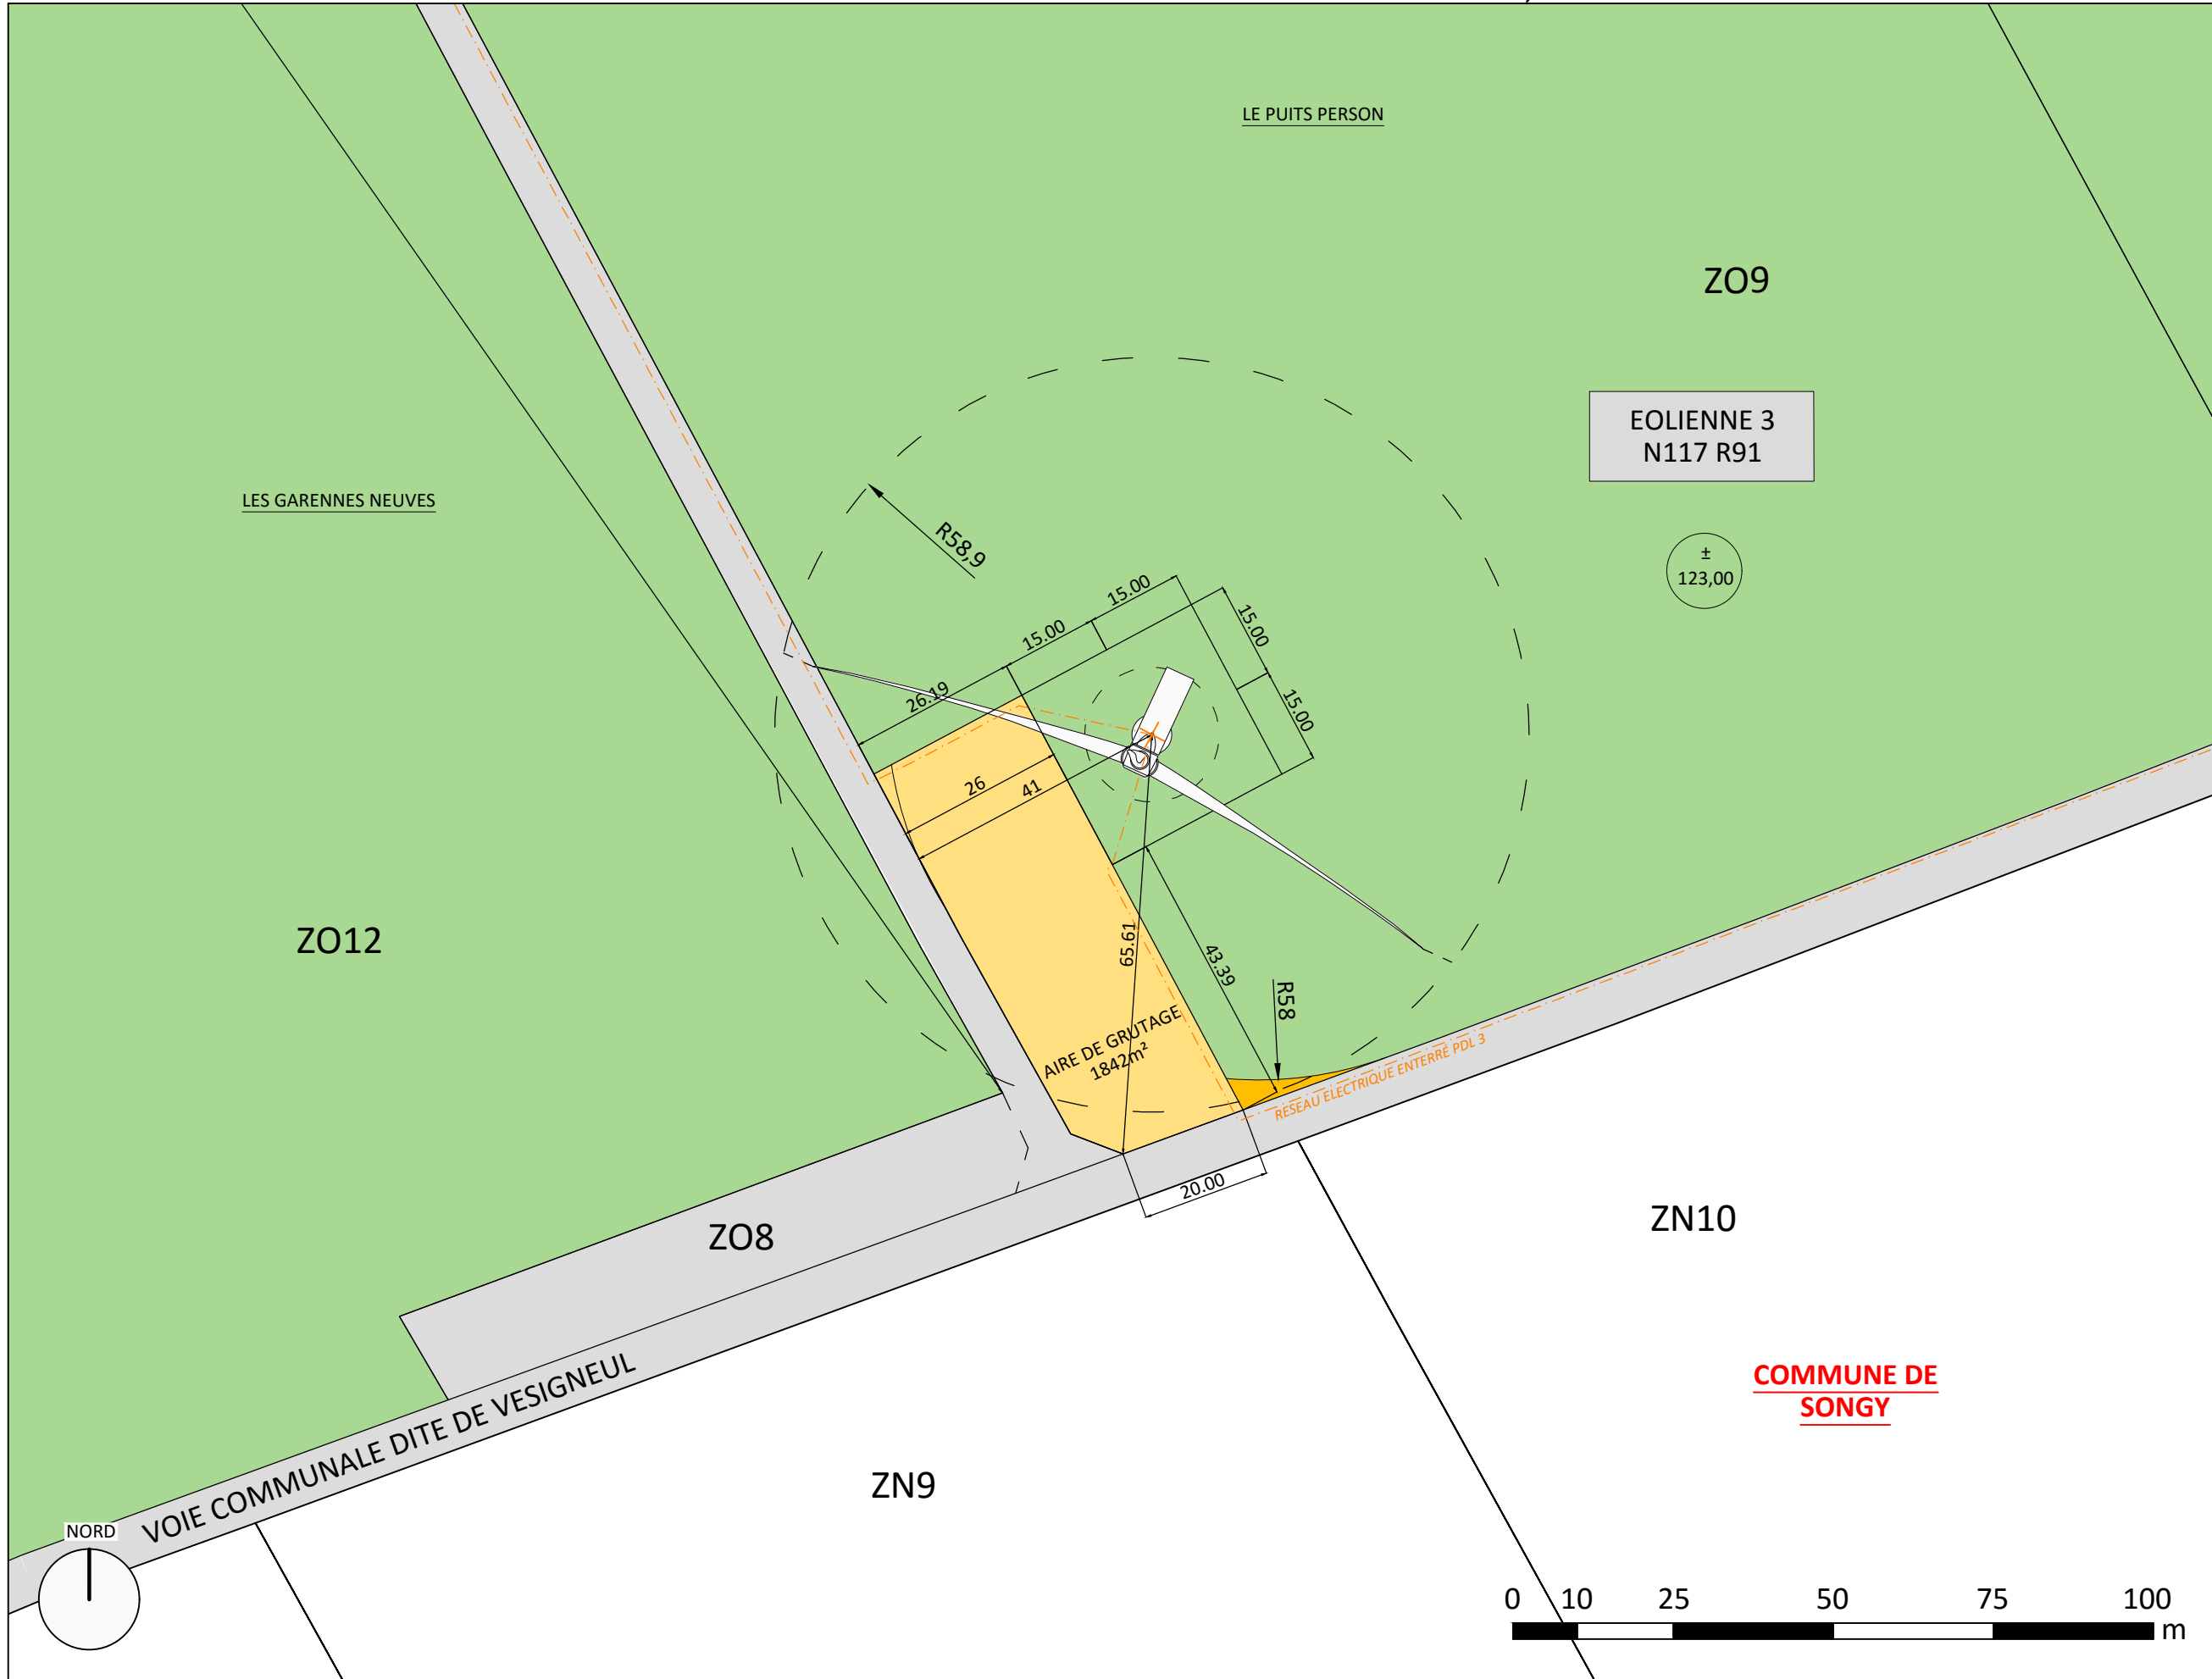 LE PUITS PERSON
ZO9
EOLIENNE 3
N117 R91
LES GARENNES NEUVES
R58,9
±
123,00
15.00
15.00
15.00
15.00
26.19
26
41
ZO12
65.61
43.39
R58
AIRE DE GRUTAGE
1842m²
RESEAU ELECTRIQUE ENTERRÉ PDL 3
20.00
ZO8
ZN10
VOIE COMMUNALE DITE DE VESIGNEUL
COMMUNE DE
SONGY
ZN9
NORD
0 10 25 50 75 100
m